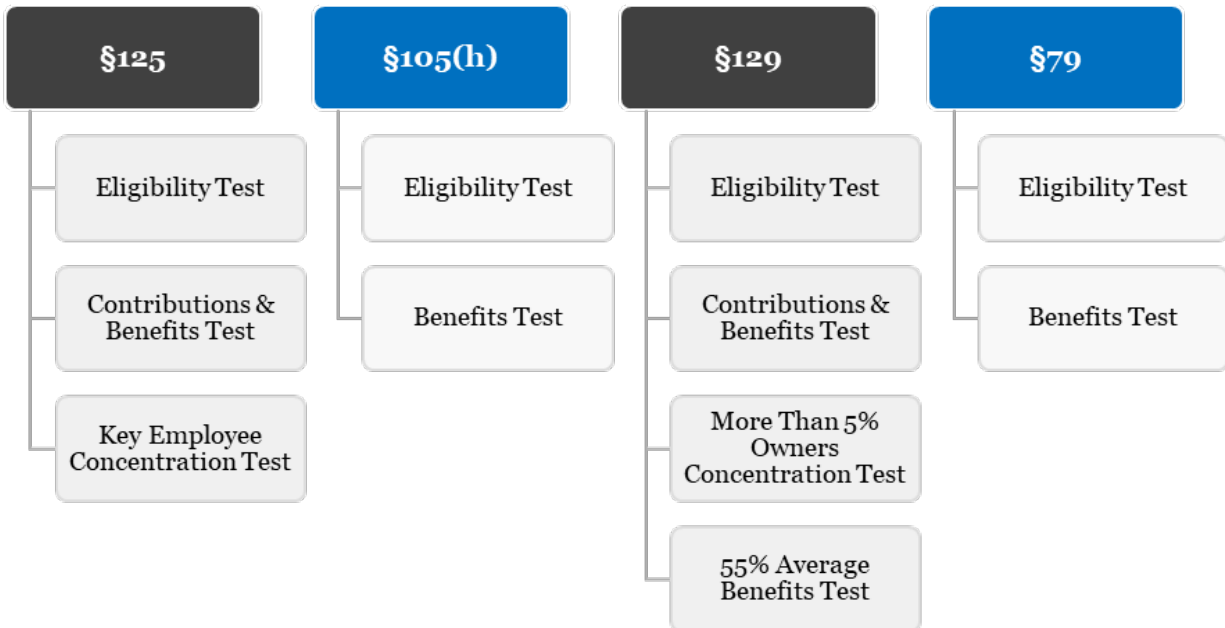 §125
Eligibility Test
Contributions &
Benefits Test
Key Employee
Concentration Test
§105(h)
Eligibility Test
Benefits Test
§129
Eligibility Test
Contributions &
Benefits Test
More Than 5%
Owners
Concentration Test
55% Average
Benefits Test
§79
Eligibility Test
Benefits Test